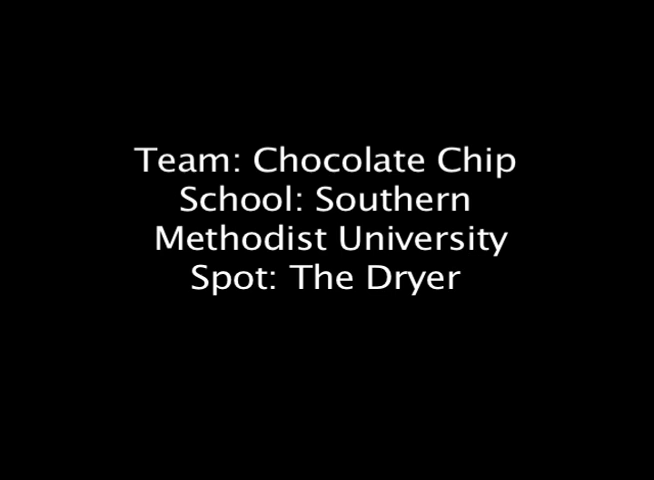 Team: Chocolate Chip
School: Southern
Methodist University
Spot: The Dryer